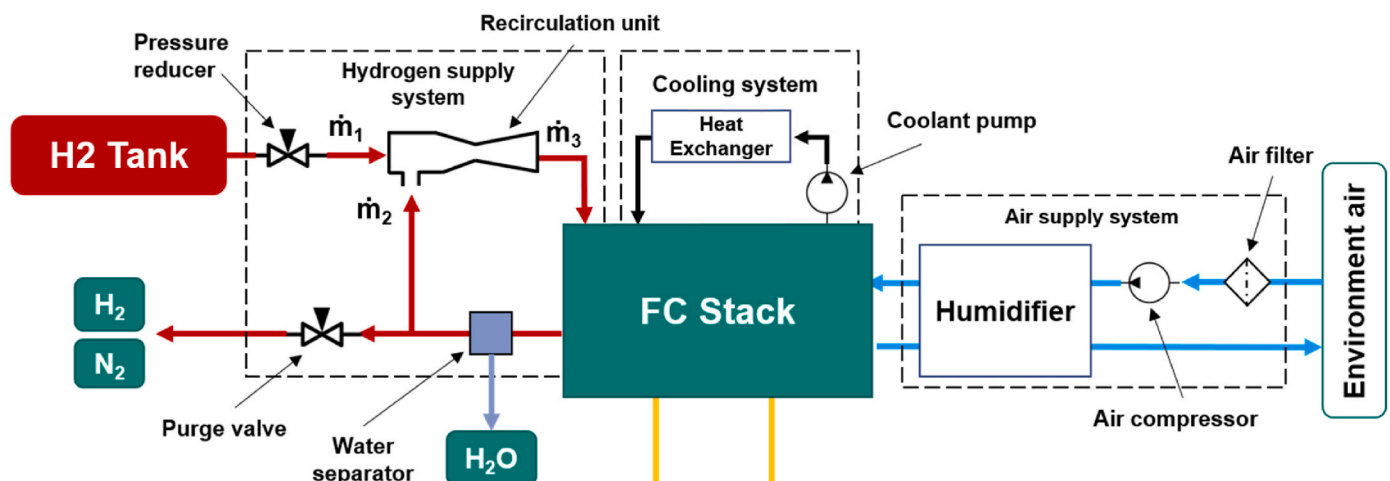 Recirculation unit
Pressure
reducer
Hydrogen supply
system
Cooling system
Heat
Exchanger
Coolant pump
Air filter
H2 Tank
ṁ1
ṁ3
ṁ2
Air supply system
Environment air
FC Stack
Humidifier
H2
N2
Purge valve
Water
separator
H2O
Air compressor